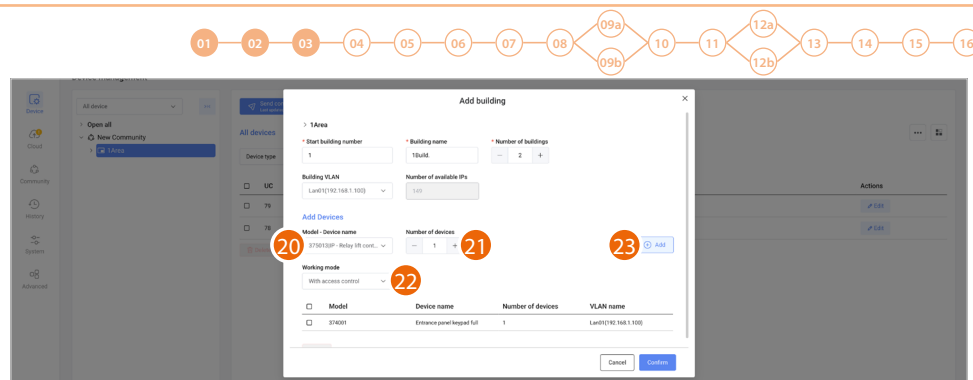 09a 12a
01 02 03 04 05 06 07 08 10 11 13 14 15 16
09b 12b
Device management
Add building
Device
Cloud
Community
History
System
Advanced
All device
Open all
New Community
1Area
Send con
All devices
Device type
UC
79
78
> 1Area
* Start building number * Building name * Number of buildings
1 1Build. − 2 +
Building VLAN Number of available IPs
Lan01(192.168.1.100) 149
Add Devices
Model - Device name Number of devices
20 375013|IP - Relay lift cont... − 1 + 21 23 Add
Working mode
With access control 22
Model Device name Number of devices VLAN name
374001 Entrance panel keypad full 1 Lan01(192.168.1.100)
Cancel Confirm
Actions
Edit
Edit